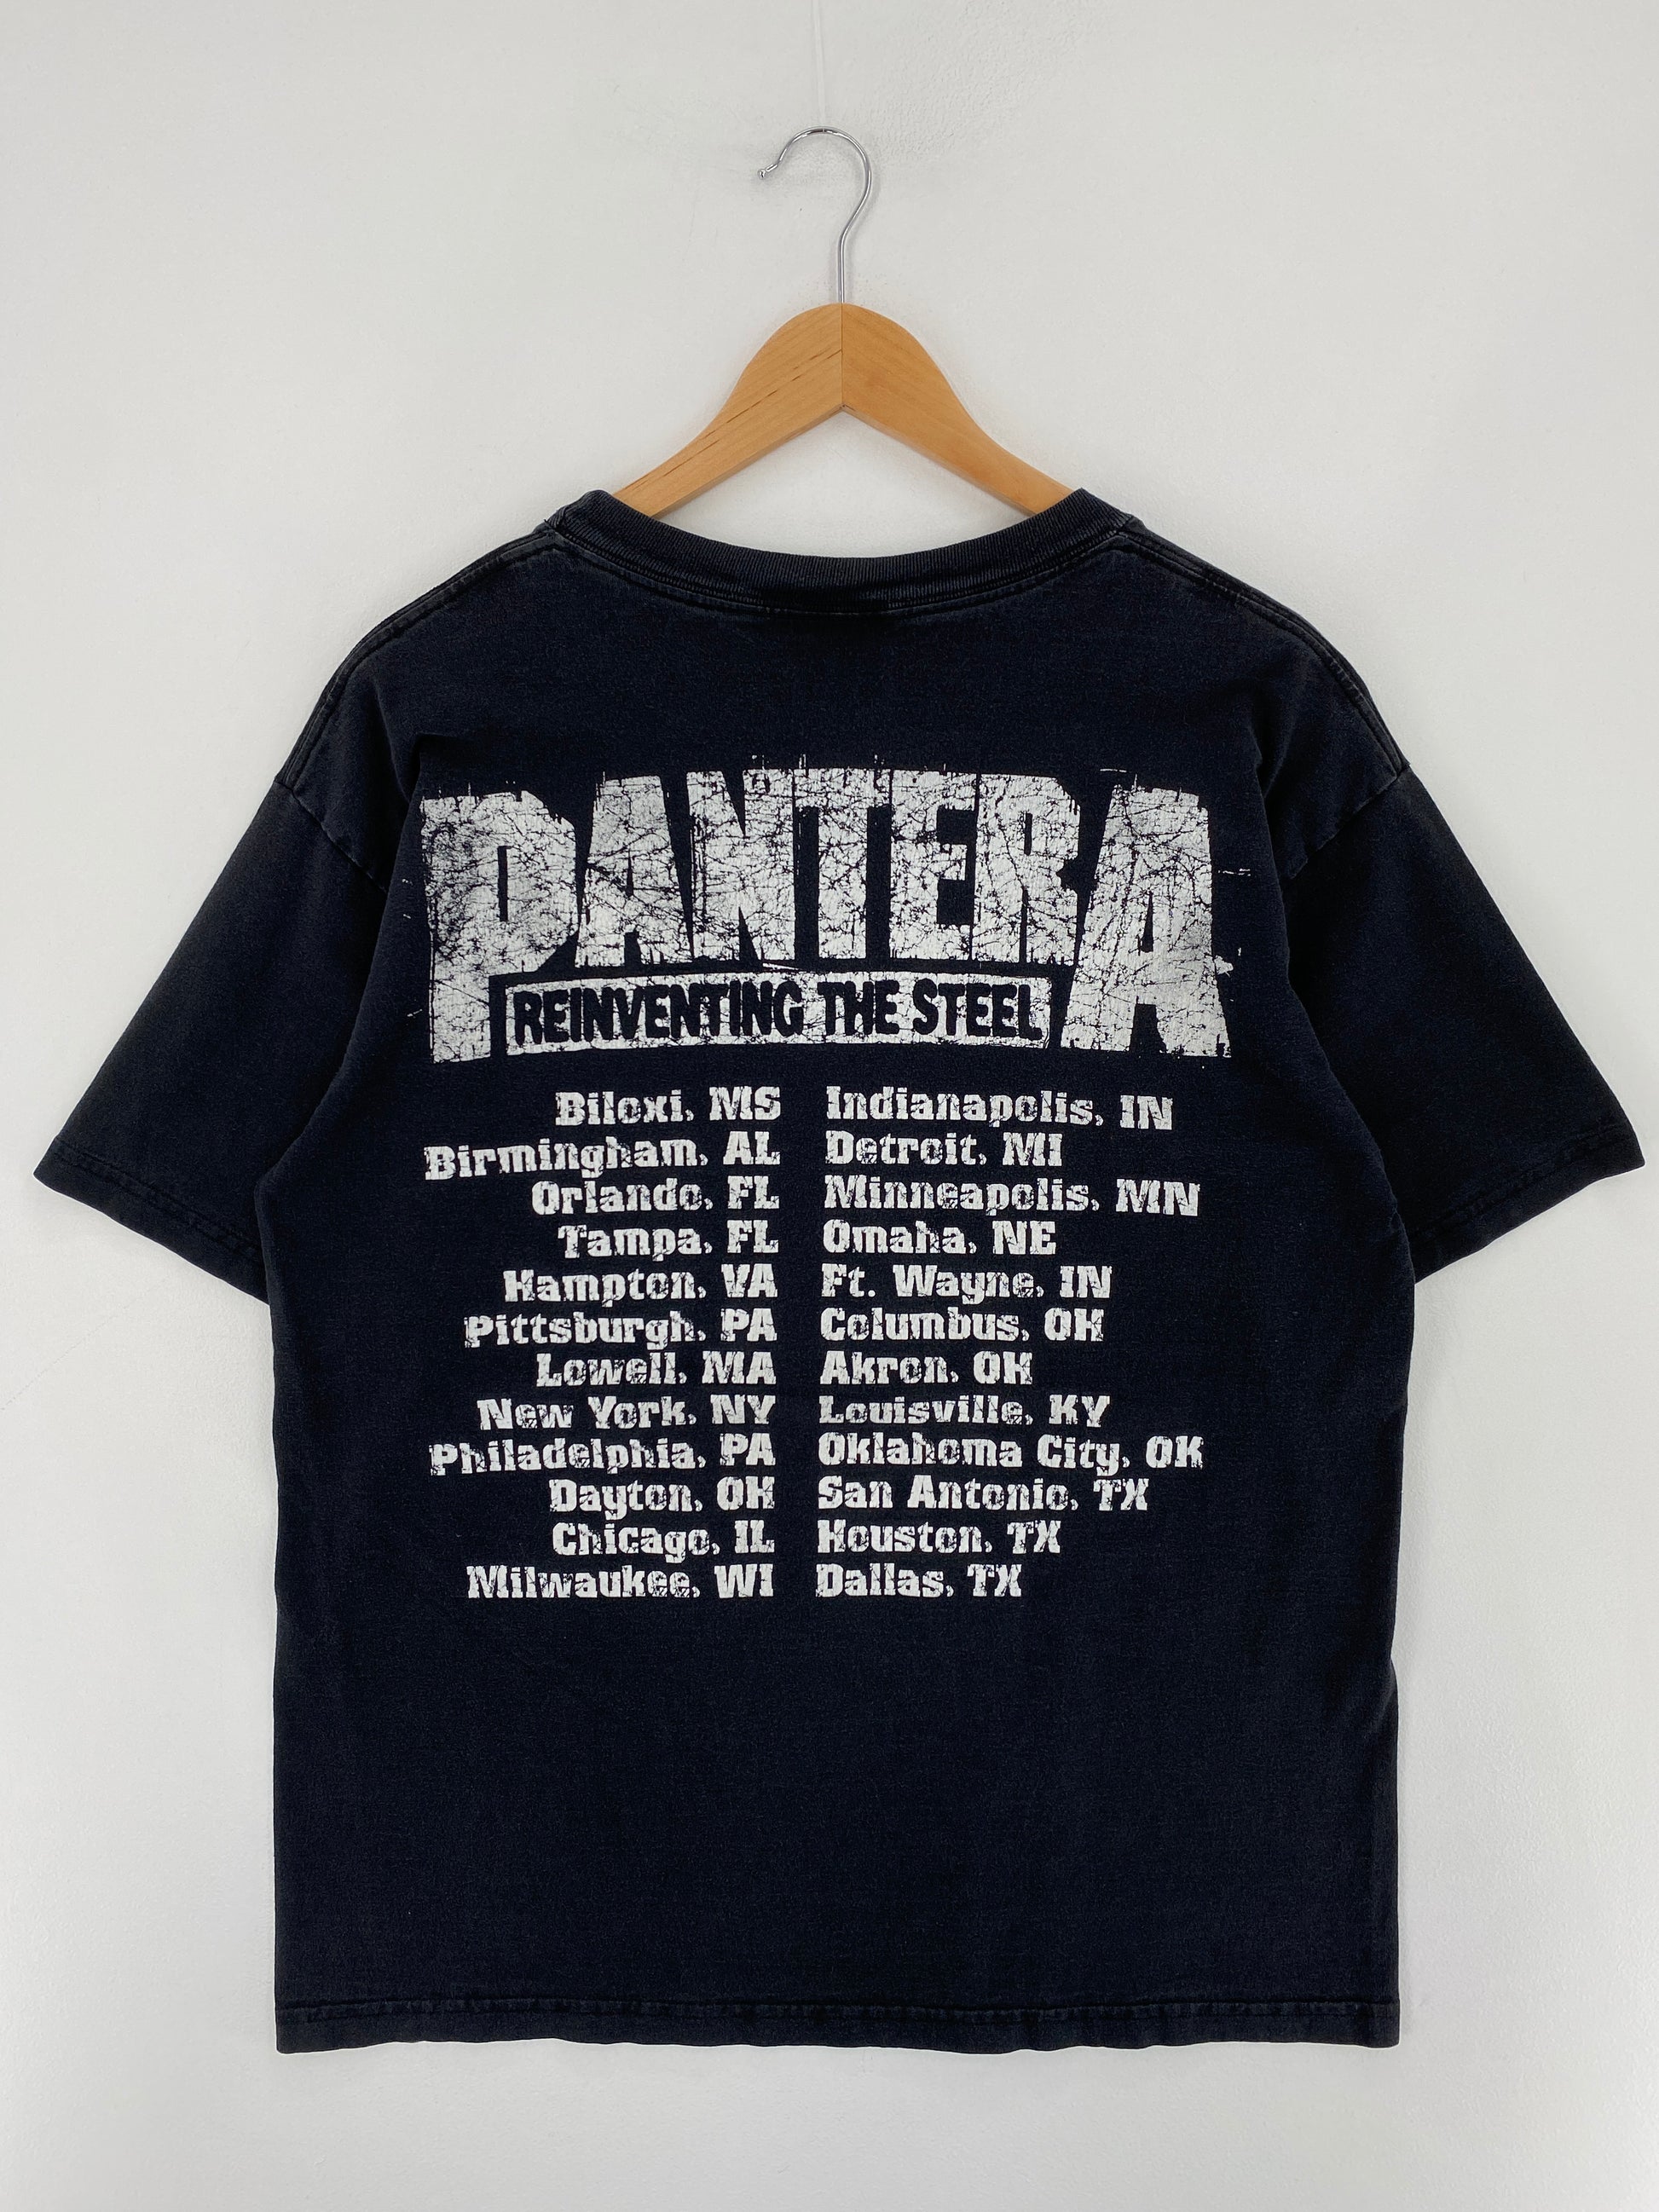 PANTERA
REINVENTING THE STEEL
Biloxi, MS
Birmingham, AL
Orlando, FL
Tampa, FL
Hampton, VA
Pittsburgh, PA
Lowell, MA
New York, NY
Philadelphia, PA
Dayton, OH
Chicago, IL
Milwaukee, WI
Indianapolis, IN
Detroit, MI
Minneapolis, MN
Omaha, NE
Ft. Wayne, IN
Columbus, OH
Akron, OH
Louisville, KY
Oklahoma City, OK
San Antonio, TX
Houston, TX
Dallas, TX